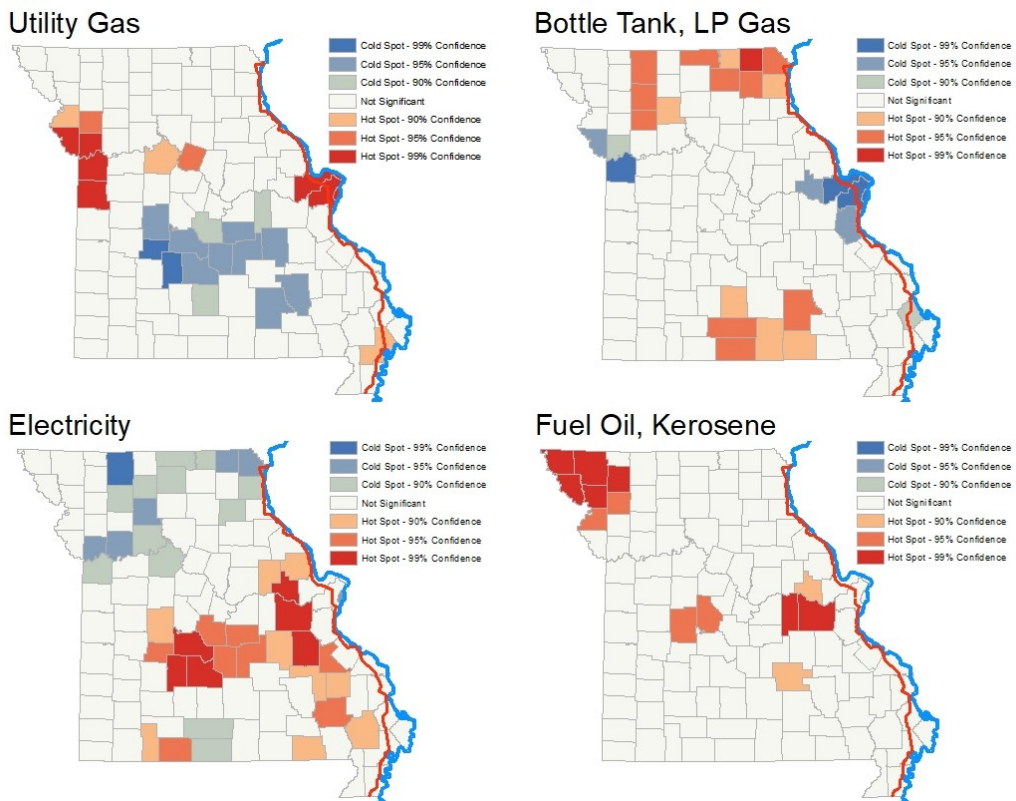 Utility Gas
Cold Spot - 99% Confidence
Cold Spot - 95% Confidence
Cold Spot - 90% Confidence
Not Significant
Hot Spot - 90% Confidence
Hot Spot - 95% Confidence
Hot Spot - 99% Confidence
Bottle Tank, LP Gas
Cold Spot - 99% Confidence
Cold Spot - 95% Confidence
Cold Spot - 90% Confidence
Not Significant
Hot Spot - 90% Confidence
Hot Spot - 95% Confidence
Hot Spot - 99% Confidence
Electricity
Cold Spot - 99% Confidence
Cold Spot - 95% Confidence
Cold Spot - 90% Confidence
Not Significant
Hot Spot - 90% Confidence
Hot Spot - 95% Confidence
Hot Spot - 99% Confidence
Fuel Oil, Kerosene
Cold Spot - 99% Confidence
Cold Spot - 95% Confidence
Cold Spot - 90% Confidence
Not Significant
Hot Spot - 90% Confidence
Hot Spot - 95% Confidence
Hot Spot - 99% Confidence